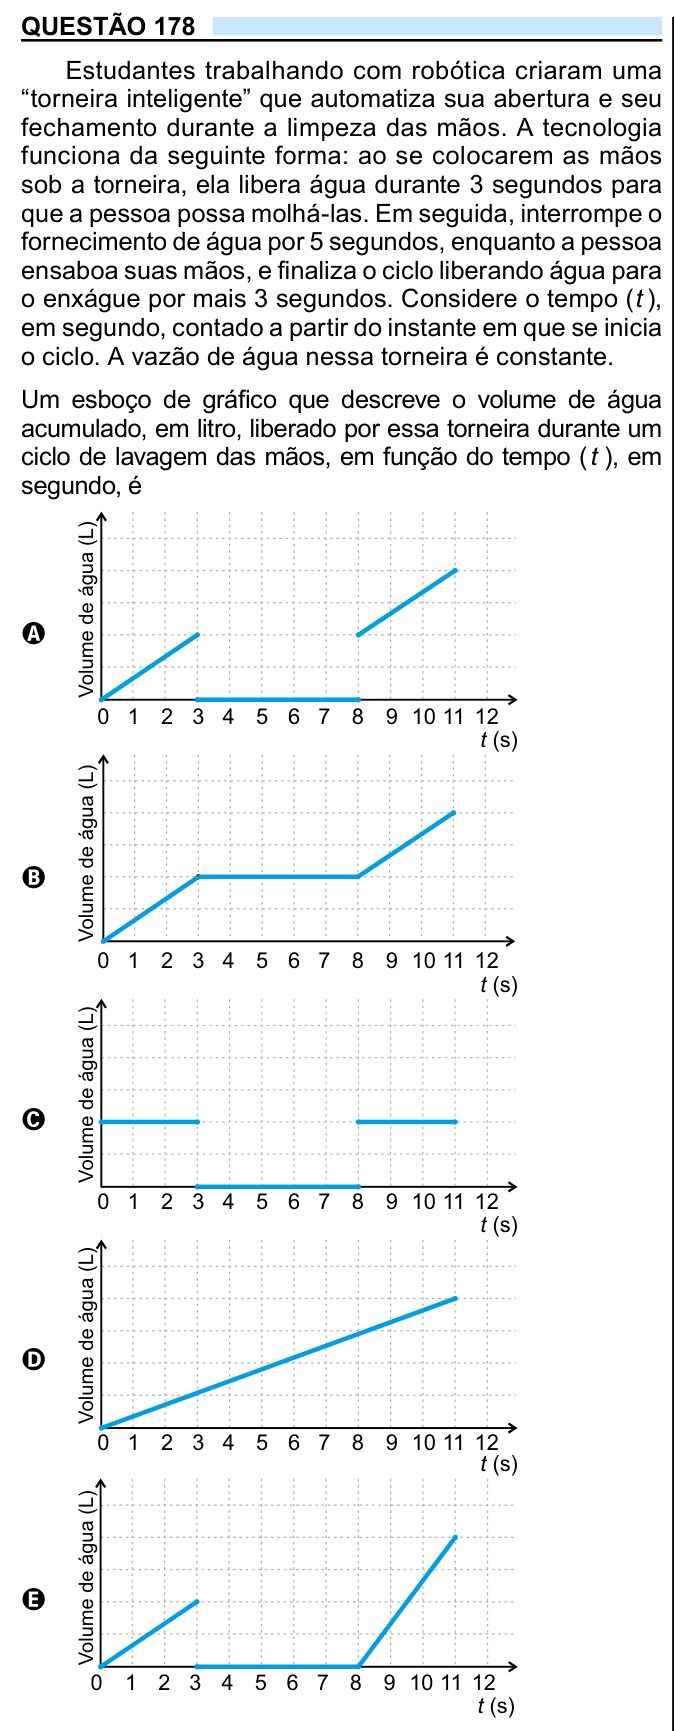 QUESTÃO 178
Estudantes trabalhando com robótica criaram uma
“torneira inteligente” que automatiza sua abertura e seu
fechamento durante a limpeza das mãos. A tecnologia
funciona da seguinte forma: ao se colocarem as mãos
sob a torneira, ela libera água durante 3 segundos para
que a pessoa possa molhá-las. Em seguida, interrompe o
fornecimento de água por 5 segundos, enquanto a pessoa
ensaboa suas mãos, e finaliza o ciclo liberando água para
o enxágue por mais 3 segundos. Considere o tempo (t),
em segundo, contado a partir do instante em que se inicia
o ciclo. A vazão de água nessa torneira é constante.
Um esboço de gráfico que descreve o volume de água
acumulado, em litro, liberado por essa torneira durante um
ciclo de lavagem das mãos, em função do tempo (t), em
segundo, é
A
Volume de água (L)
0 1 2 3 4 5 6 7 8 9 10 11 12
t (s)
B
Volume de água (L)
0 1 2 3 4 5 6 7 8 9 10 11 12
t (s)
C
Volume de água (L)
0 1 2 3 4 5 6 7 8 9 10 11 12
t (s)
D
Volume de água (L)
0 1 2 3 4 5 6 7 8 9 10 11 12
t (s)
E
Volume de água (L)
0 1 2 3 4 5 6 7 8 9 10 11 12
t (s)